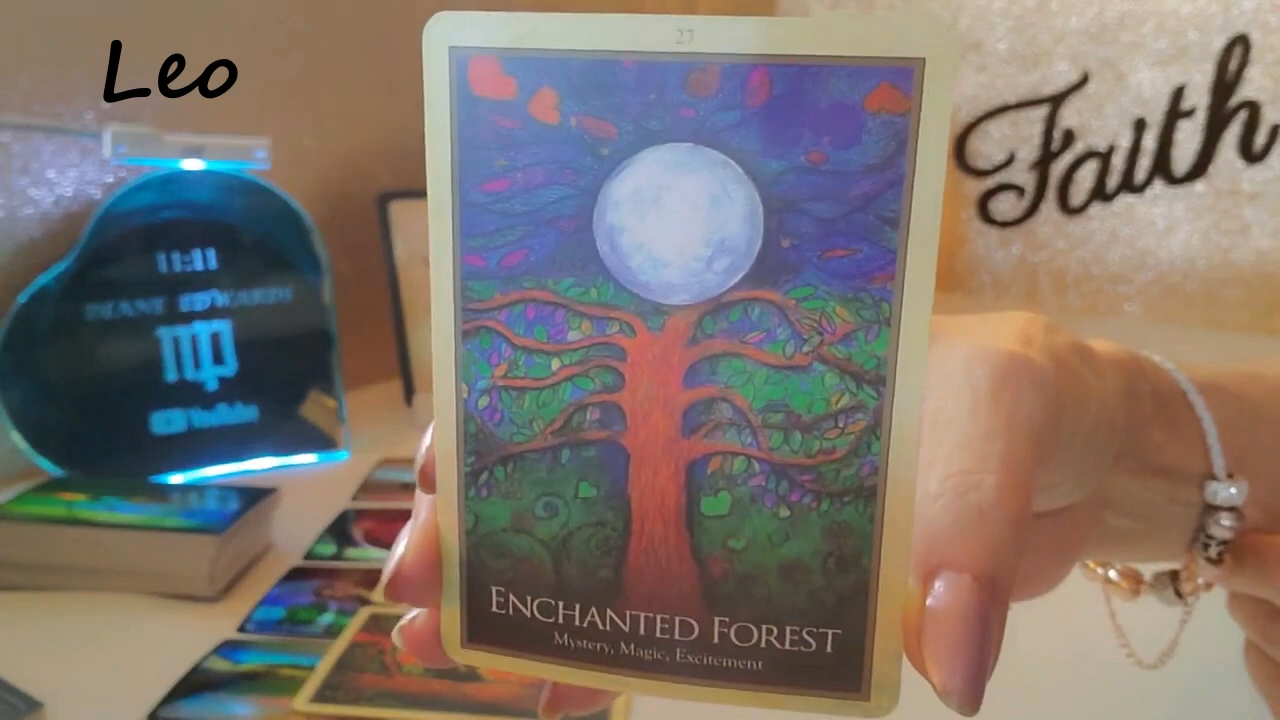 Leo
27
Faith
11:11
DIANE EDWARDS
YouTube
ENCHANTED FOREST
Mystery, Magic, Excitement